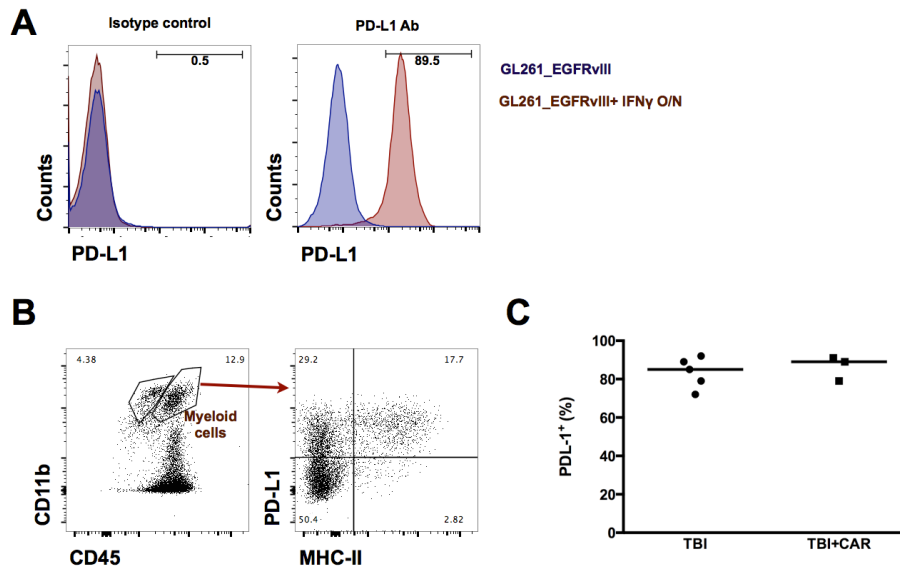 A
Isotype control
0.5
Counts
PD-L1
PD-L1 Ab
89.5
Counts
PD-L1
GL261_EGFRvIII
GL261_EGFRvIII+ IFNγ O/N
B
4.38
12.9
Myeloid
cells
CD11b
CD45
29.2
17.7
50.4
2.82
PD-L1
MHC-II
C
100
80
60
40
20
0
PDL-1⁺ (%)
TBI
TBI+CAR